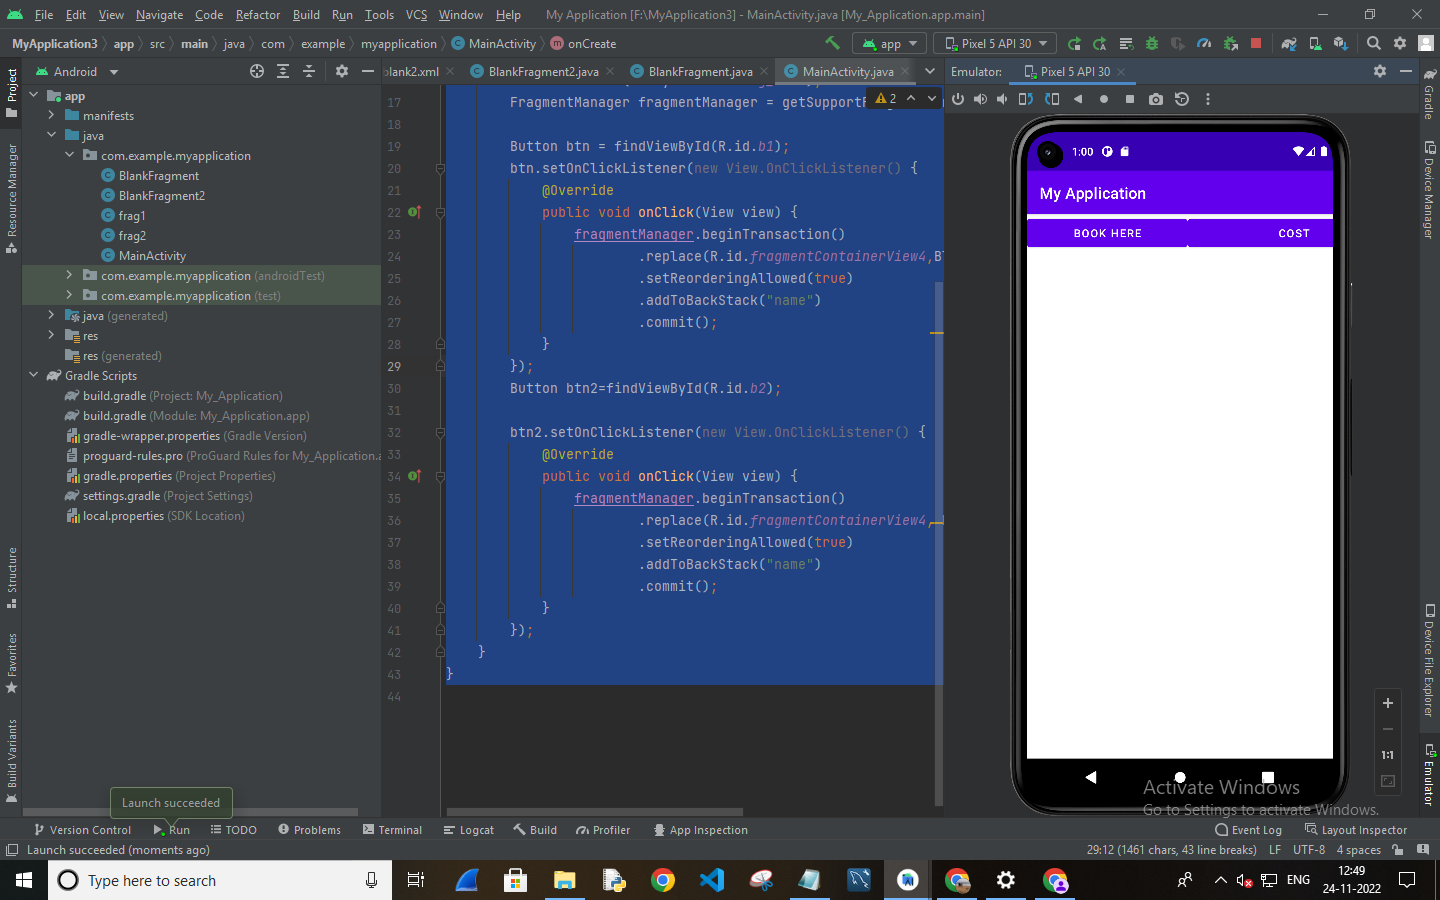 File Edit View Navigate Code Refactor Build Run Tools VCS Window Help My Application [F:\MyApplication3] - MainActivity.java [My_Application.app.main]
MyApplication3 app src main java com example myapplication MainActivity onCreate app Pixel 5 API 30
Android
blank2.xml BlankFragment2.java BlankFragment.java MainActivity.java
Emulator: Pixel 5 API 30
Project
Resource Manager
Structure
Favorites
Build Variants
app
manifests
java
com.example.myapplication
BlankFragment
BlankFragment2
frag1
frag2
MainActivity
com.example.myapplication (androidTest)
com.example.myapplication (test)
java (generated)
res
res (generated)
Gradle Scripts
build.gradle (Project: My_Application)
build.gradle (Module: My_Application.app)
gradle-wrapper.properties (Gradle Version)
proguard-rules.pro (ProGuard Rules for My_Application.a
gradle.properties (Project Properties)
settings.gradle (Project Settings)
local.properties (SDK Location)
2
17 FragmentManager fragmentManager = getSupportFra
18
19 Button btn = findViewById(R.id.b1);
20 btn.setOnClickListener(new View.OnClickListener() {
21 @Override
22 public void onClick(View view) {
23 fragmentManager.beginTransaction()
24 .replace(R.id.fragmentContainerView4,Bl
25 .setReorderingAllowed(true)
26 .addToBackStack("name")
27 .commit();
28 }
29 });
30 Button btn2=findViewById(R.id.b2);
31
32 btn2.setOnClickListener(new View.OnClickListener() {
33 @Override
34 public void onClick(View view) {
35 fragmentManager.beginTransaction()
36 .replace(R.id.fragmentContainerView4,
37 .setReorderingAllowed(true)
38 .addToBackStack("name")
39 .commit();
40 }
41 });
42 }
43 }
44
1:00
My Application
BOOK HERE COST
1:1
Activate Windows
Go to Settings to activate Windows.
Gradle
Device Manager
Device File Explorer
Emulator
Launch succeeded
Version Control Run TODO Problems Terminal Logcat Build Profiler App Inspection Event Log Layout Inspector
Launch succeeded (moments ago) 29:12 (1461 chars, 43 line breaks) LF UTF-8 4 spaces
Type here to search
ENG
12:49
24-11-2022